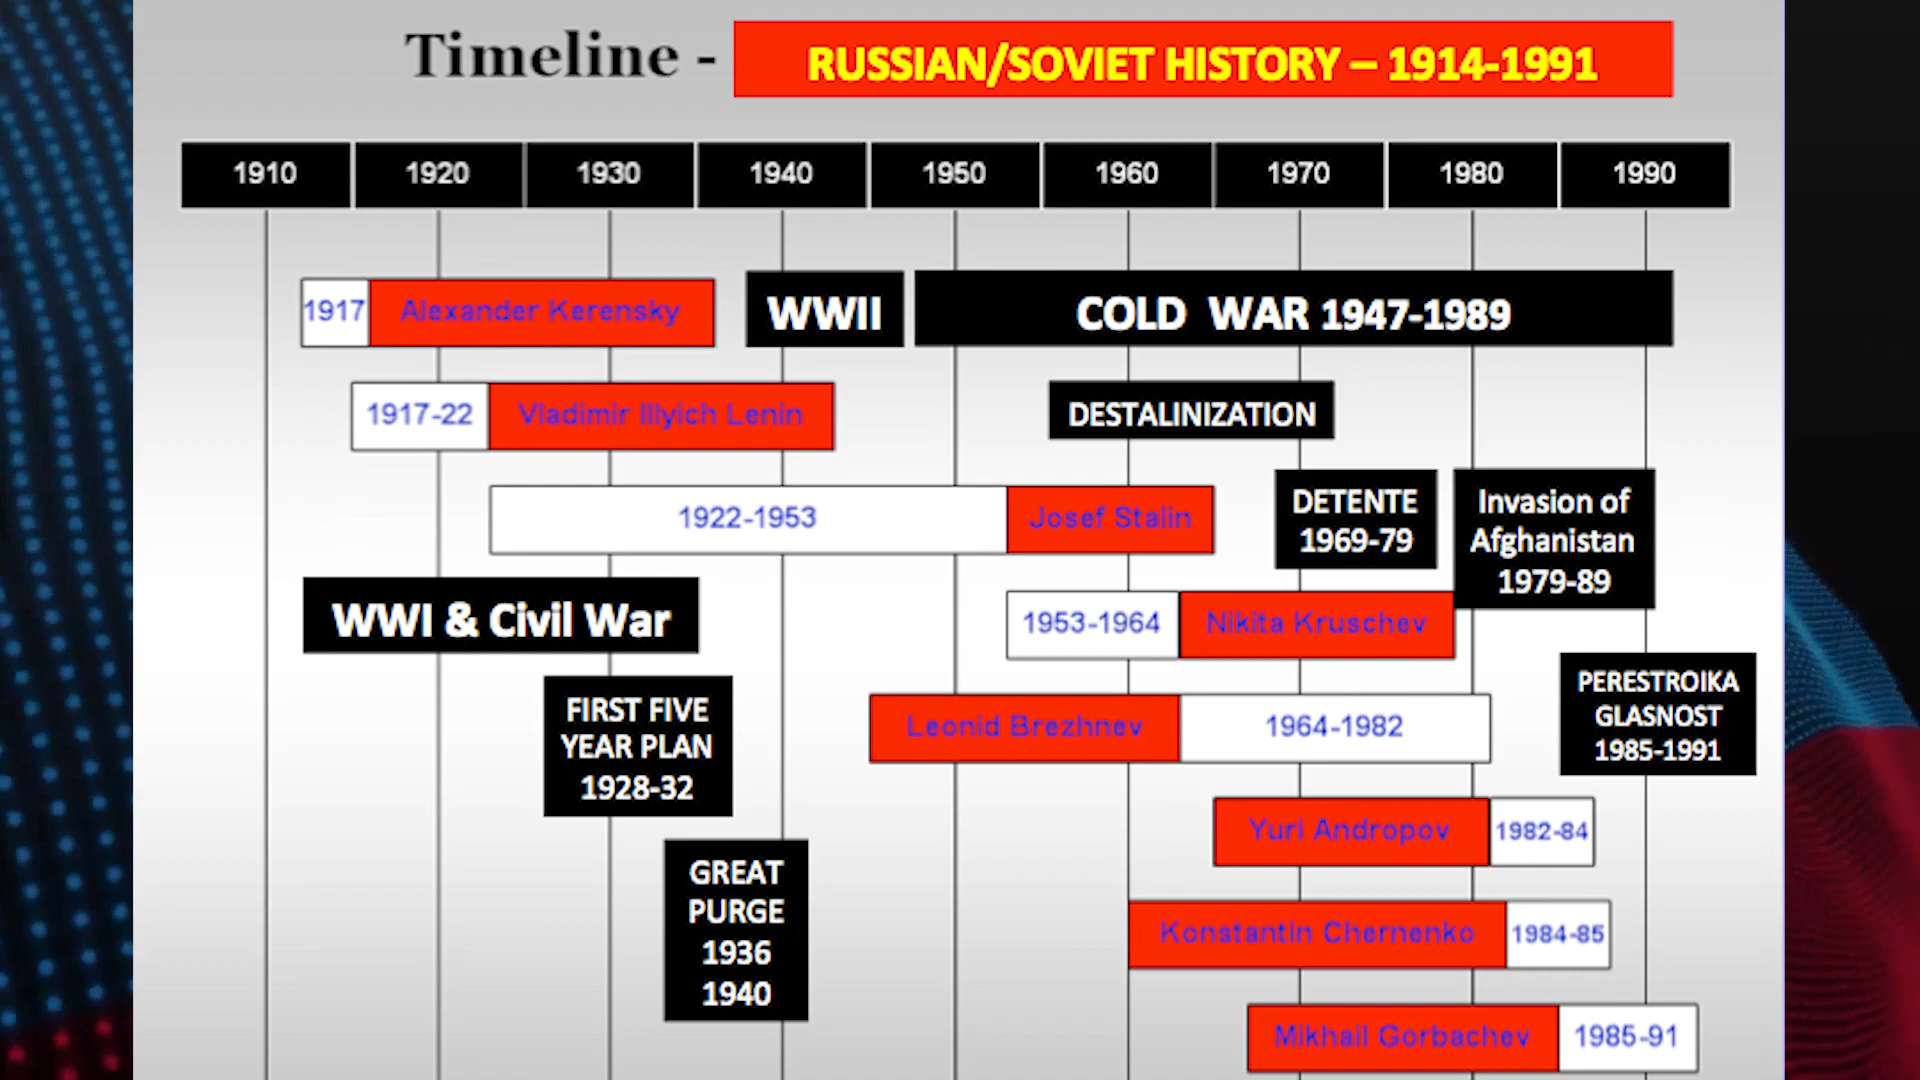 Timeline - RUSSIAN/SOVIET HISTORY – 1914-1991
1910 1920 1930 1940 1950 1960 1970 1980 1990
1917 Alexander Kerensky
WWII
COLD WAR 1947-1989
1917-22 Vladimir Illyich Lenin
DESTALINIZATION
1922-1953 Josef Stalin
DETENTE
1969-79
Invasion of
Afghanistan
1979-89
WWI & Civil War
1953-1964 Nikita Kruschev
FIRST FIVE
YEAR PLAN
1928-32
Leonid Brezhnev 1964-1982
PERESTROIKA
GLASNOST
1985-1991
Yuri Andropov 1982-84
GREAT
PURGE
1936
1940
Konstantin Chernenko 1984-85
Mikhail Gorbachev 1985-91